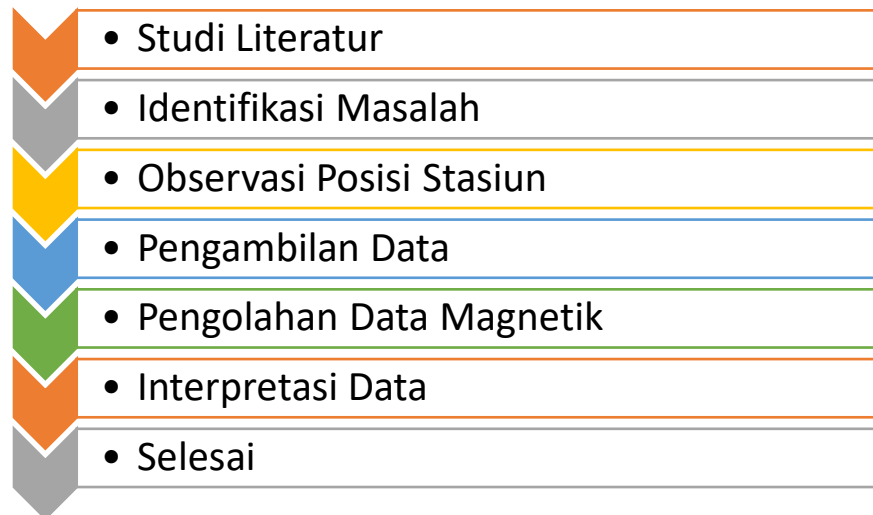 • Studi Literatur
• Identifikasi Masalah
• Observasi Posisi Stasiun
• Pengambilan Data
• Pengolahan Data Magnetik
• Interpretasi Data
• Selesai